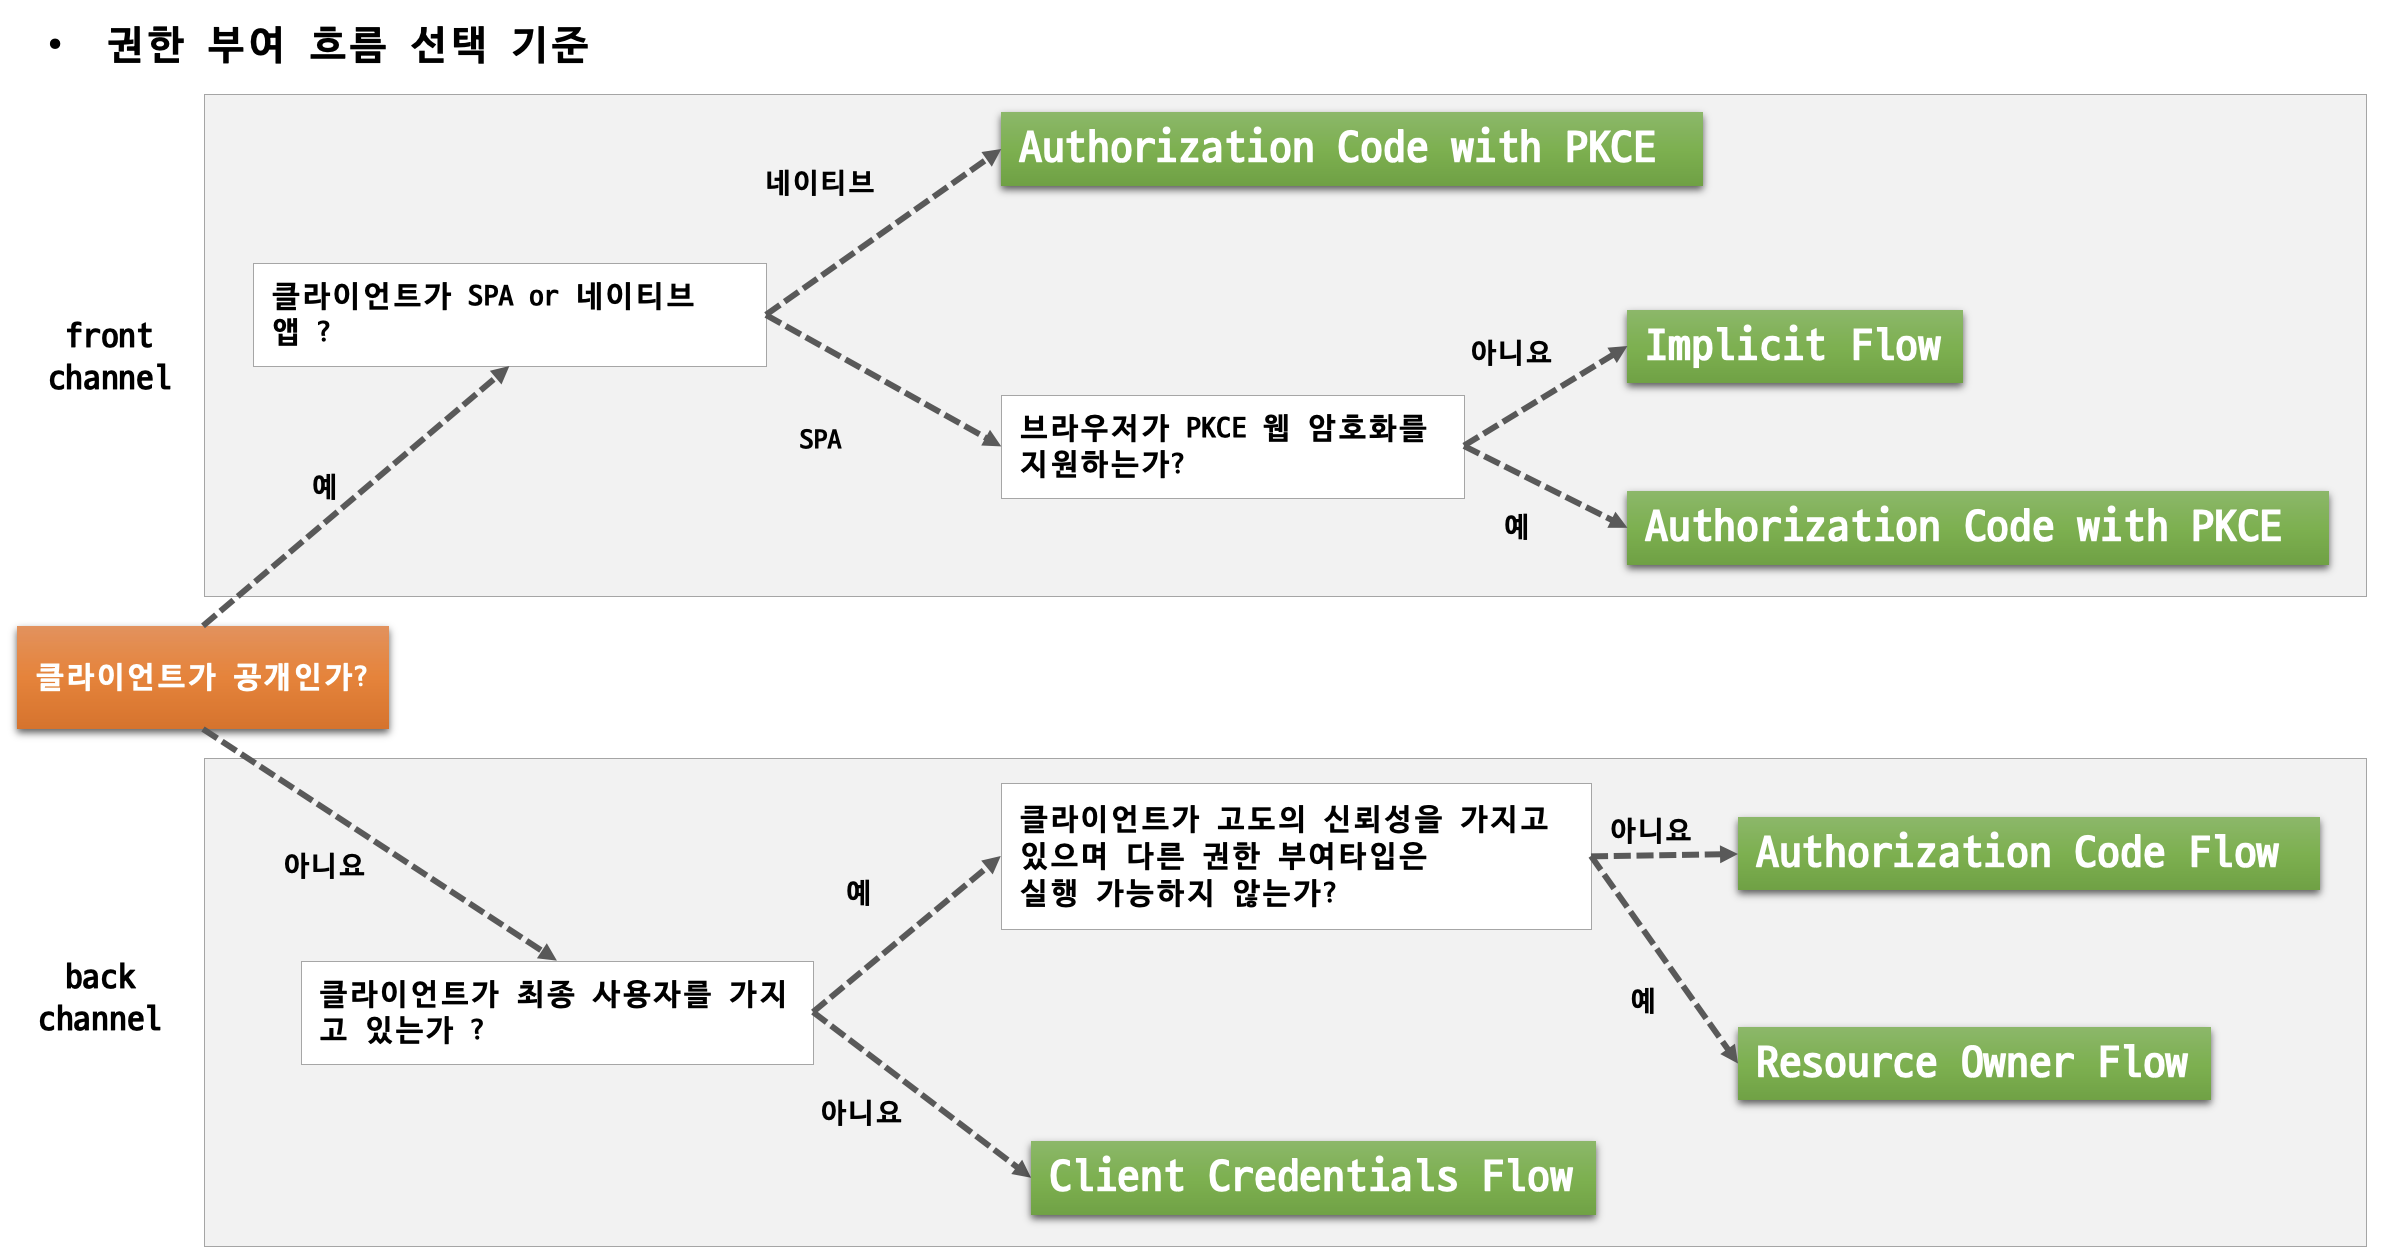 • 권한 부여 흐름 선택 기준
Authorization Code with PKCE
네이티브
클라이언트가 SPA or 네이티브
앱 ?
front
channel
SPA
아니요
Implicit Flow
브라우저가 PKCE 웹 암호화를
지원하는가?
예
예
Authorization Code with PKCE
클라이언트가 공개인가?
클라이언트가 고도의 신뢰성을 가지고
있으며 다른 권한 부여타입은
실행 가능하지 않는가?
아니요
Authorization Code Flow
아니요
예
back
channel
클라이언트가 최종 사용자를 가지
고 있는가 ?
예
Resource Owner Flow
아니요
Client Credentials Flow